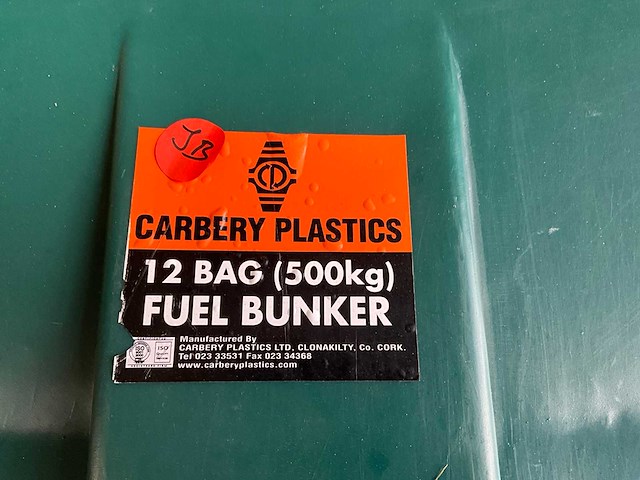 JB
CARBERY PLASTICS
12 BAG (500kg)
FUEL BUNKER
Manufactured By
CARBERY PLASTICS LTD, CLONAKILTY, Co. CORK.
Tel 023 33531 Fax 023 34368
www.carberyplastics.com
ISO